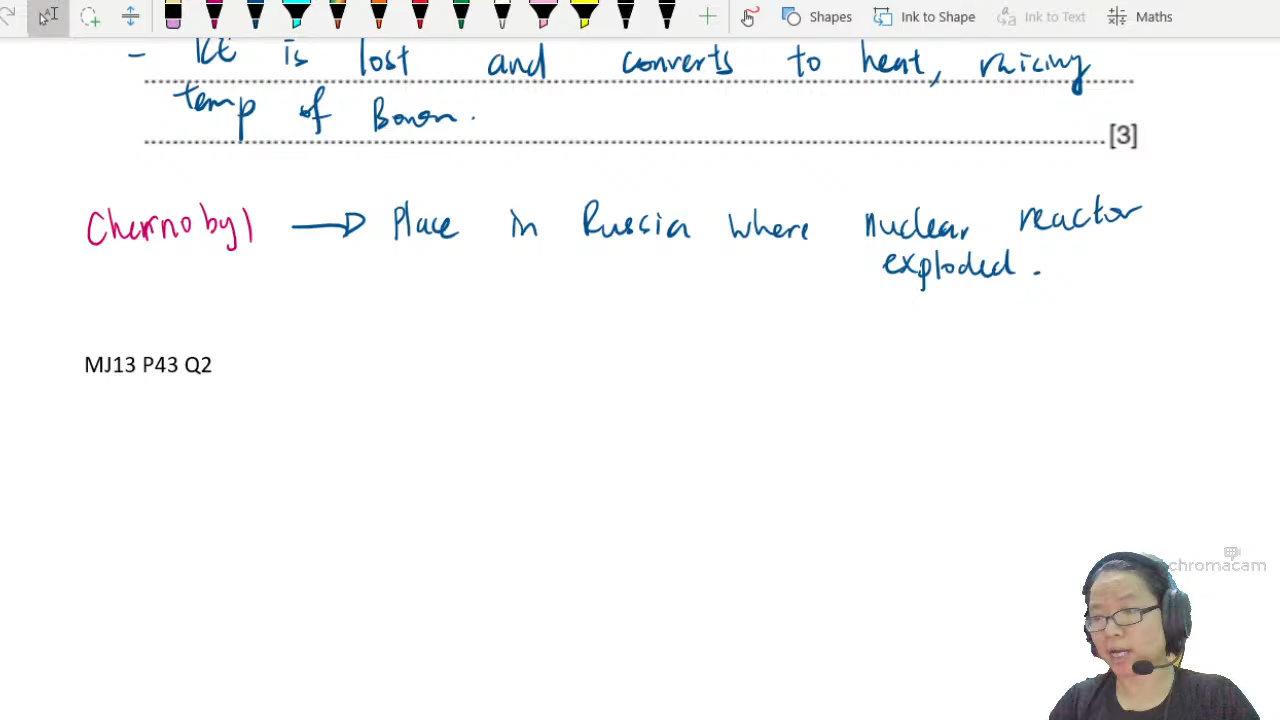 Shapes Ink to Shape Ink to Text Maths
- KE is lost and converts to heat, raising
temp of Boron.
[3]
Chernobyl → Place in Russia where nuclear reactor
exploded.
MJ13 P43 Q2
chromacam